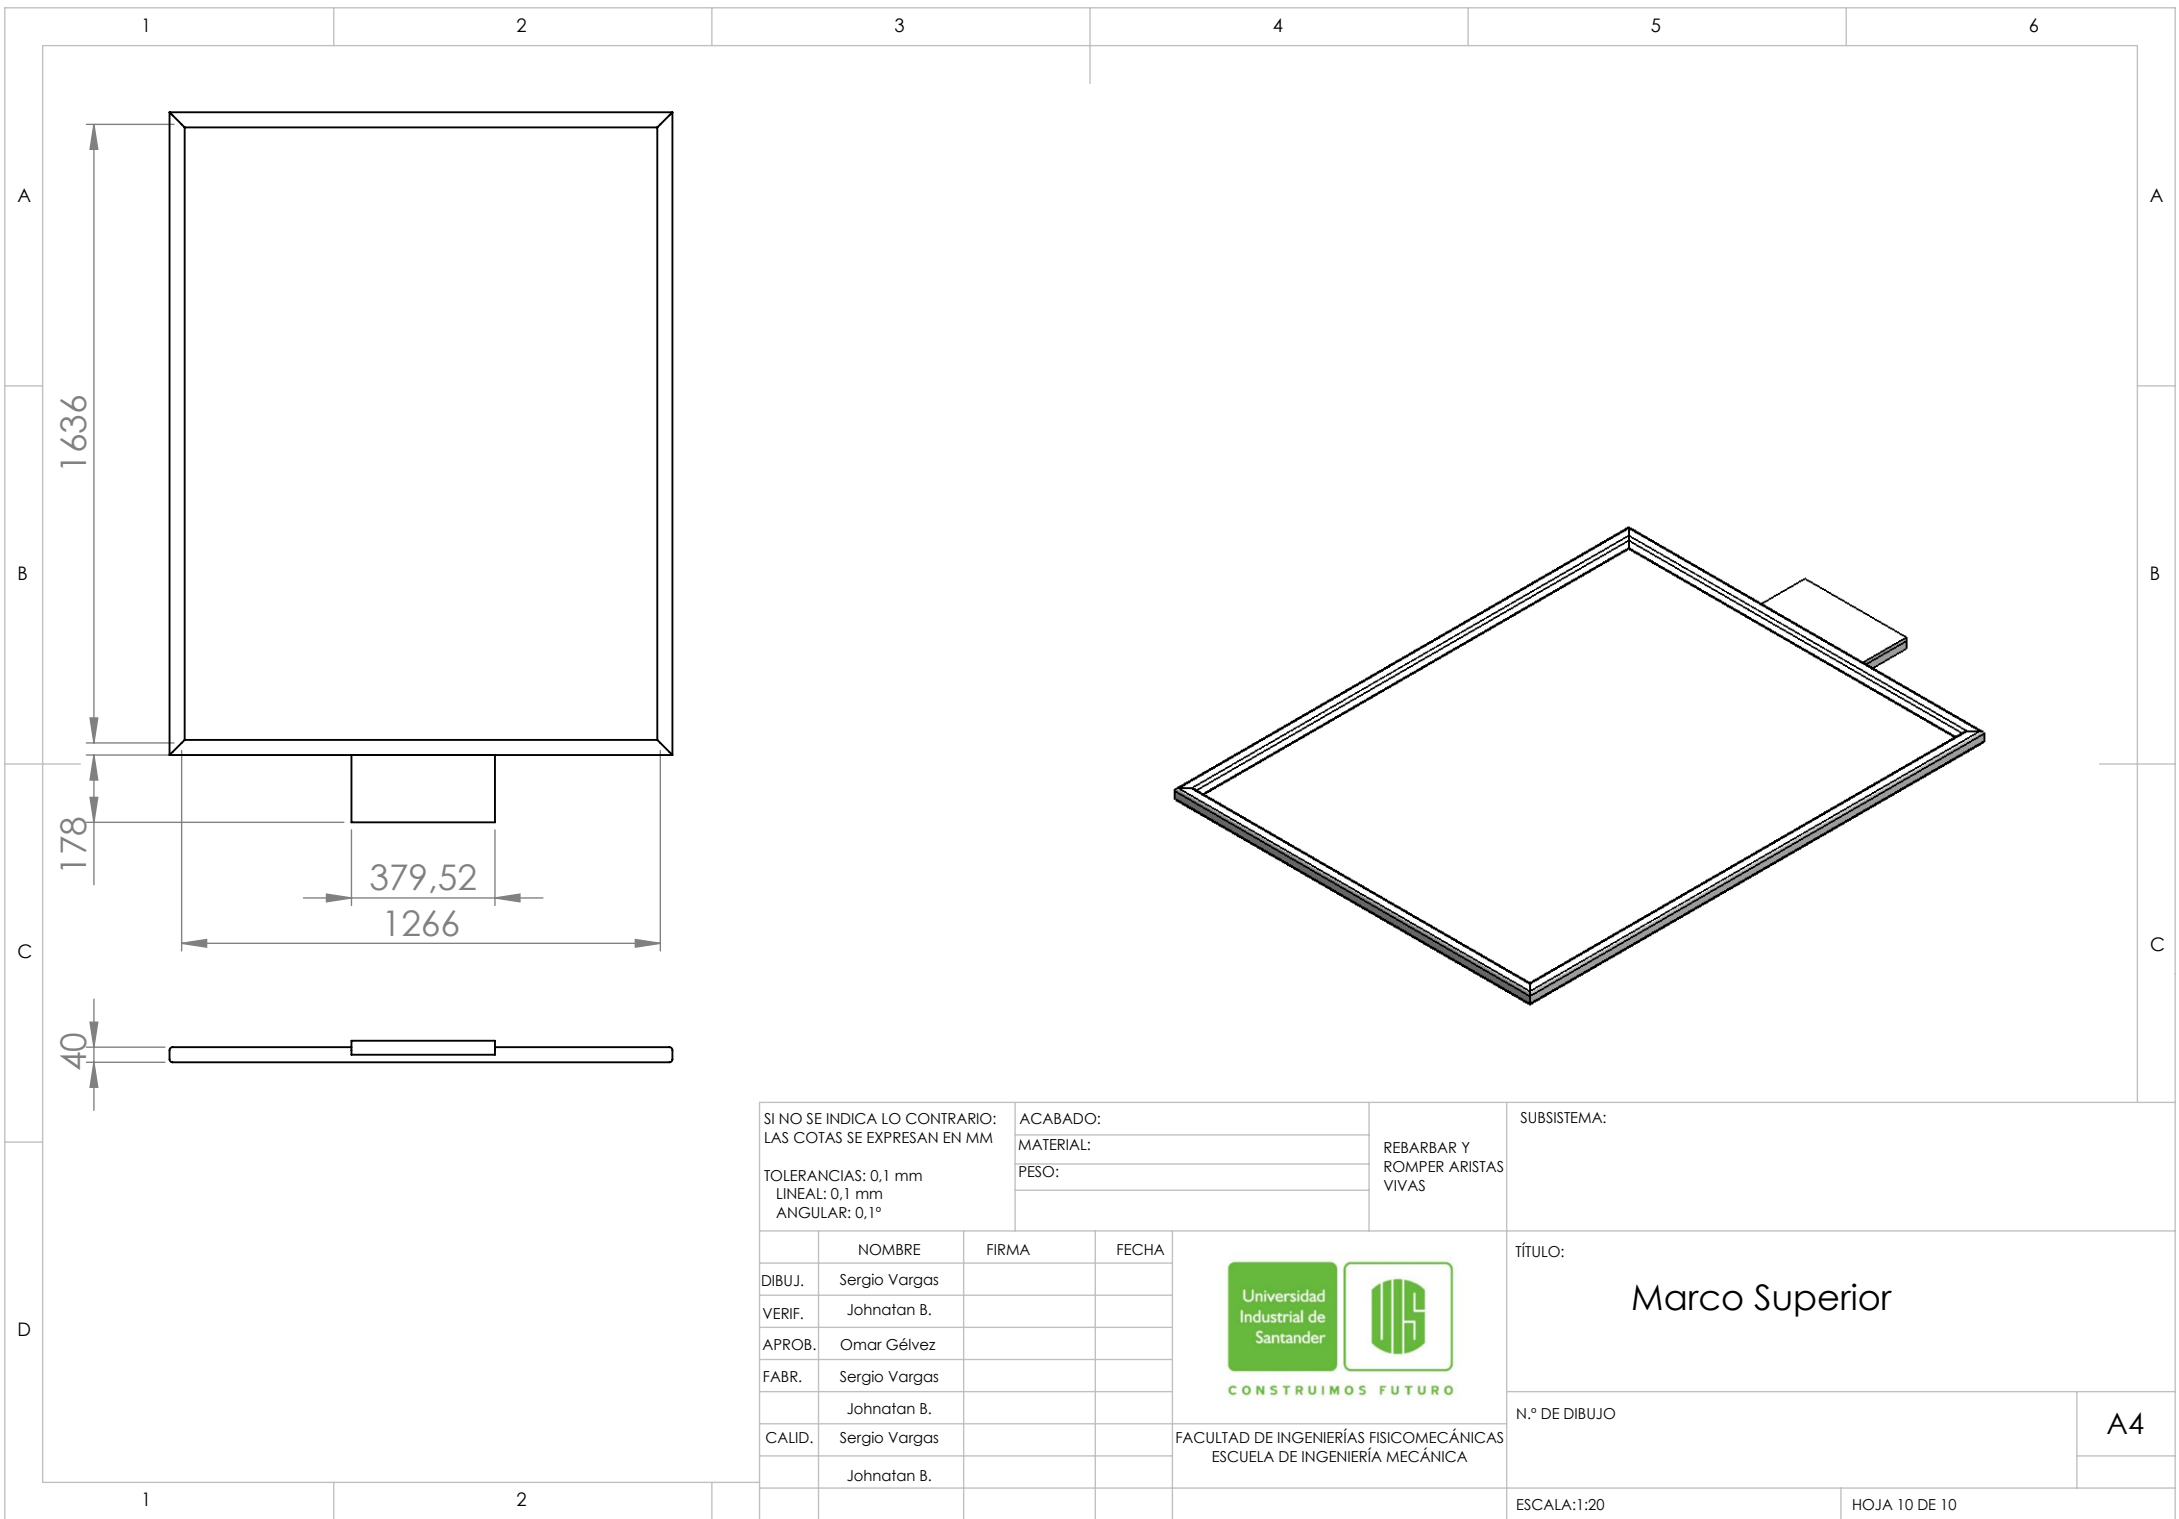 1 2 3 4 5 6
A A
B B
C C
D
1 2
1636
178
379,52
1266
40
SI NO SE INDICA LO CONTRARIO:
LAS COTAS SE EXPRESAN EN MM
TOLERANCIAS: 0,1 mm
LINEAL: 0,1 mm
ANGULAR: 0,1º
ACABADO:
MATERIAL:
PESO:
REBARBAR Y
ROMPER ARISTAS
VIVAS
SUBSISTEMA:
NOMBRE FIRMA FECHA
DIBUJ. Sergio Vargas
VERIF. Johnatan B.
APROB. Omar Gélvez
FABR. Sergio Vargas
Johnatan B.
CALID. Sergio Vargas
Johnatan B.
Universidad
Industrial de
Santander
UIS
CONSTRUIMOS FUTURO
FACULTAD DE INGENIERÍAS FISICOMECÁNICAS
ESCUELA DE INGENIERÍA MECÁNICA
TÍTULO:
Marco Superior
N.º DE DIBUJO
A4
ESCALA:1:20
HOJA 10 DE 10